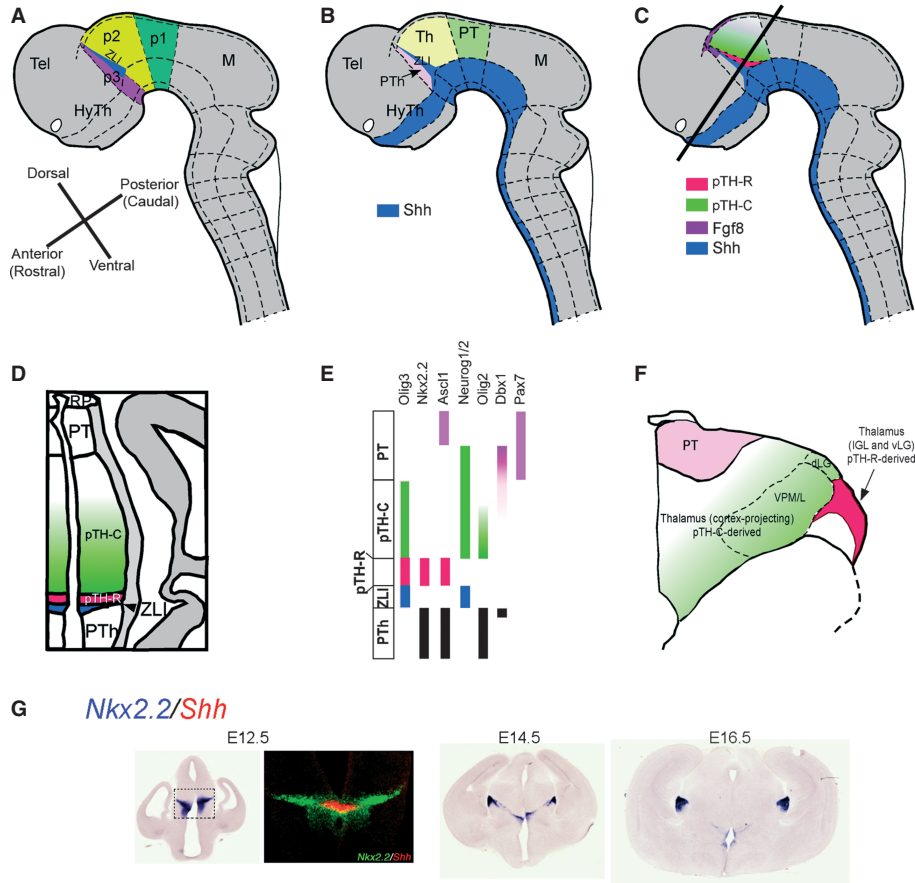 A
B
C
p2
p1
ZLI
p3
Tel
M
HyTh
Dorsal
Posterior
(Caudal)
Anterior
(Rostral)
Ventral
Th
PT
ZLI
PTh
Tel
M
HyTh
Shh
Tel
M
HyTh
pTH-R
pTH-C
Fgf8
Shh
D
RP
PT
pTH-C
pTH-R
ZLI
PTh
E
Olig3
Nkx2.2
Ascl1
Neurog1/2
Olig2
Dbx1
Pax7
PT
pTH-C
pTH-R
ZLI
PTh
F
PT
Thalamus
(IGL and vLG)
pTH-R-derived
dLG
VPM/L
Thalamus (cortex-projecting)
pTH-C-derived
G
Nkx2.2/Shh
E12.5
E14.5
E16.5
Nkx2.2/Shh